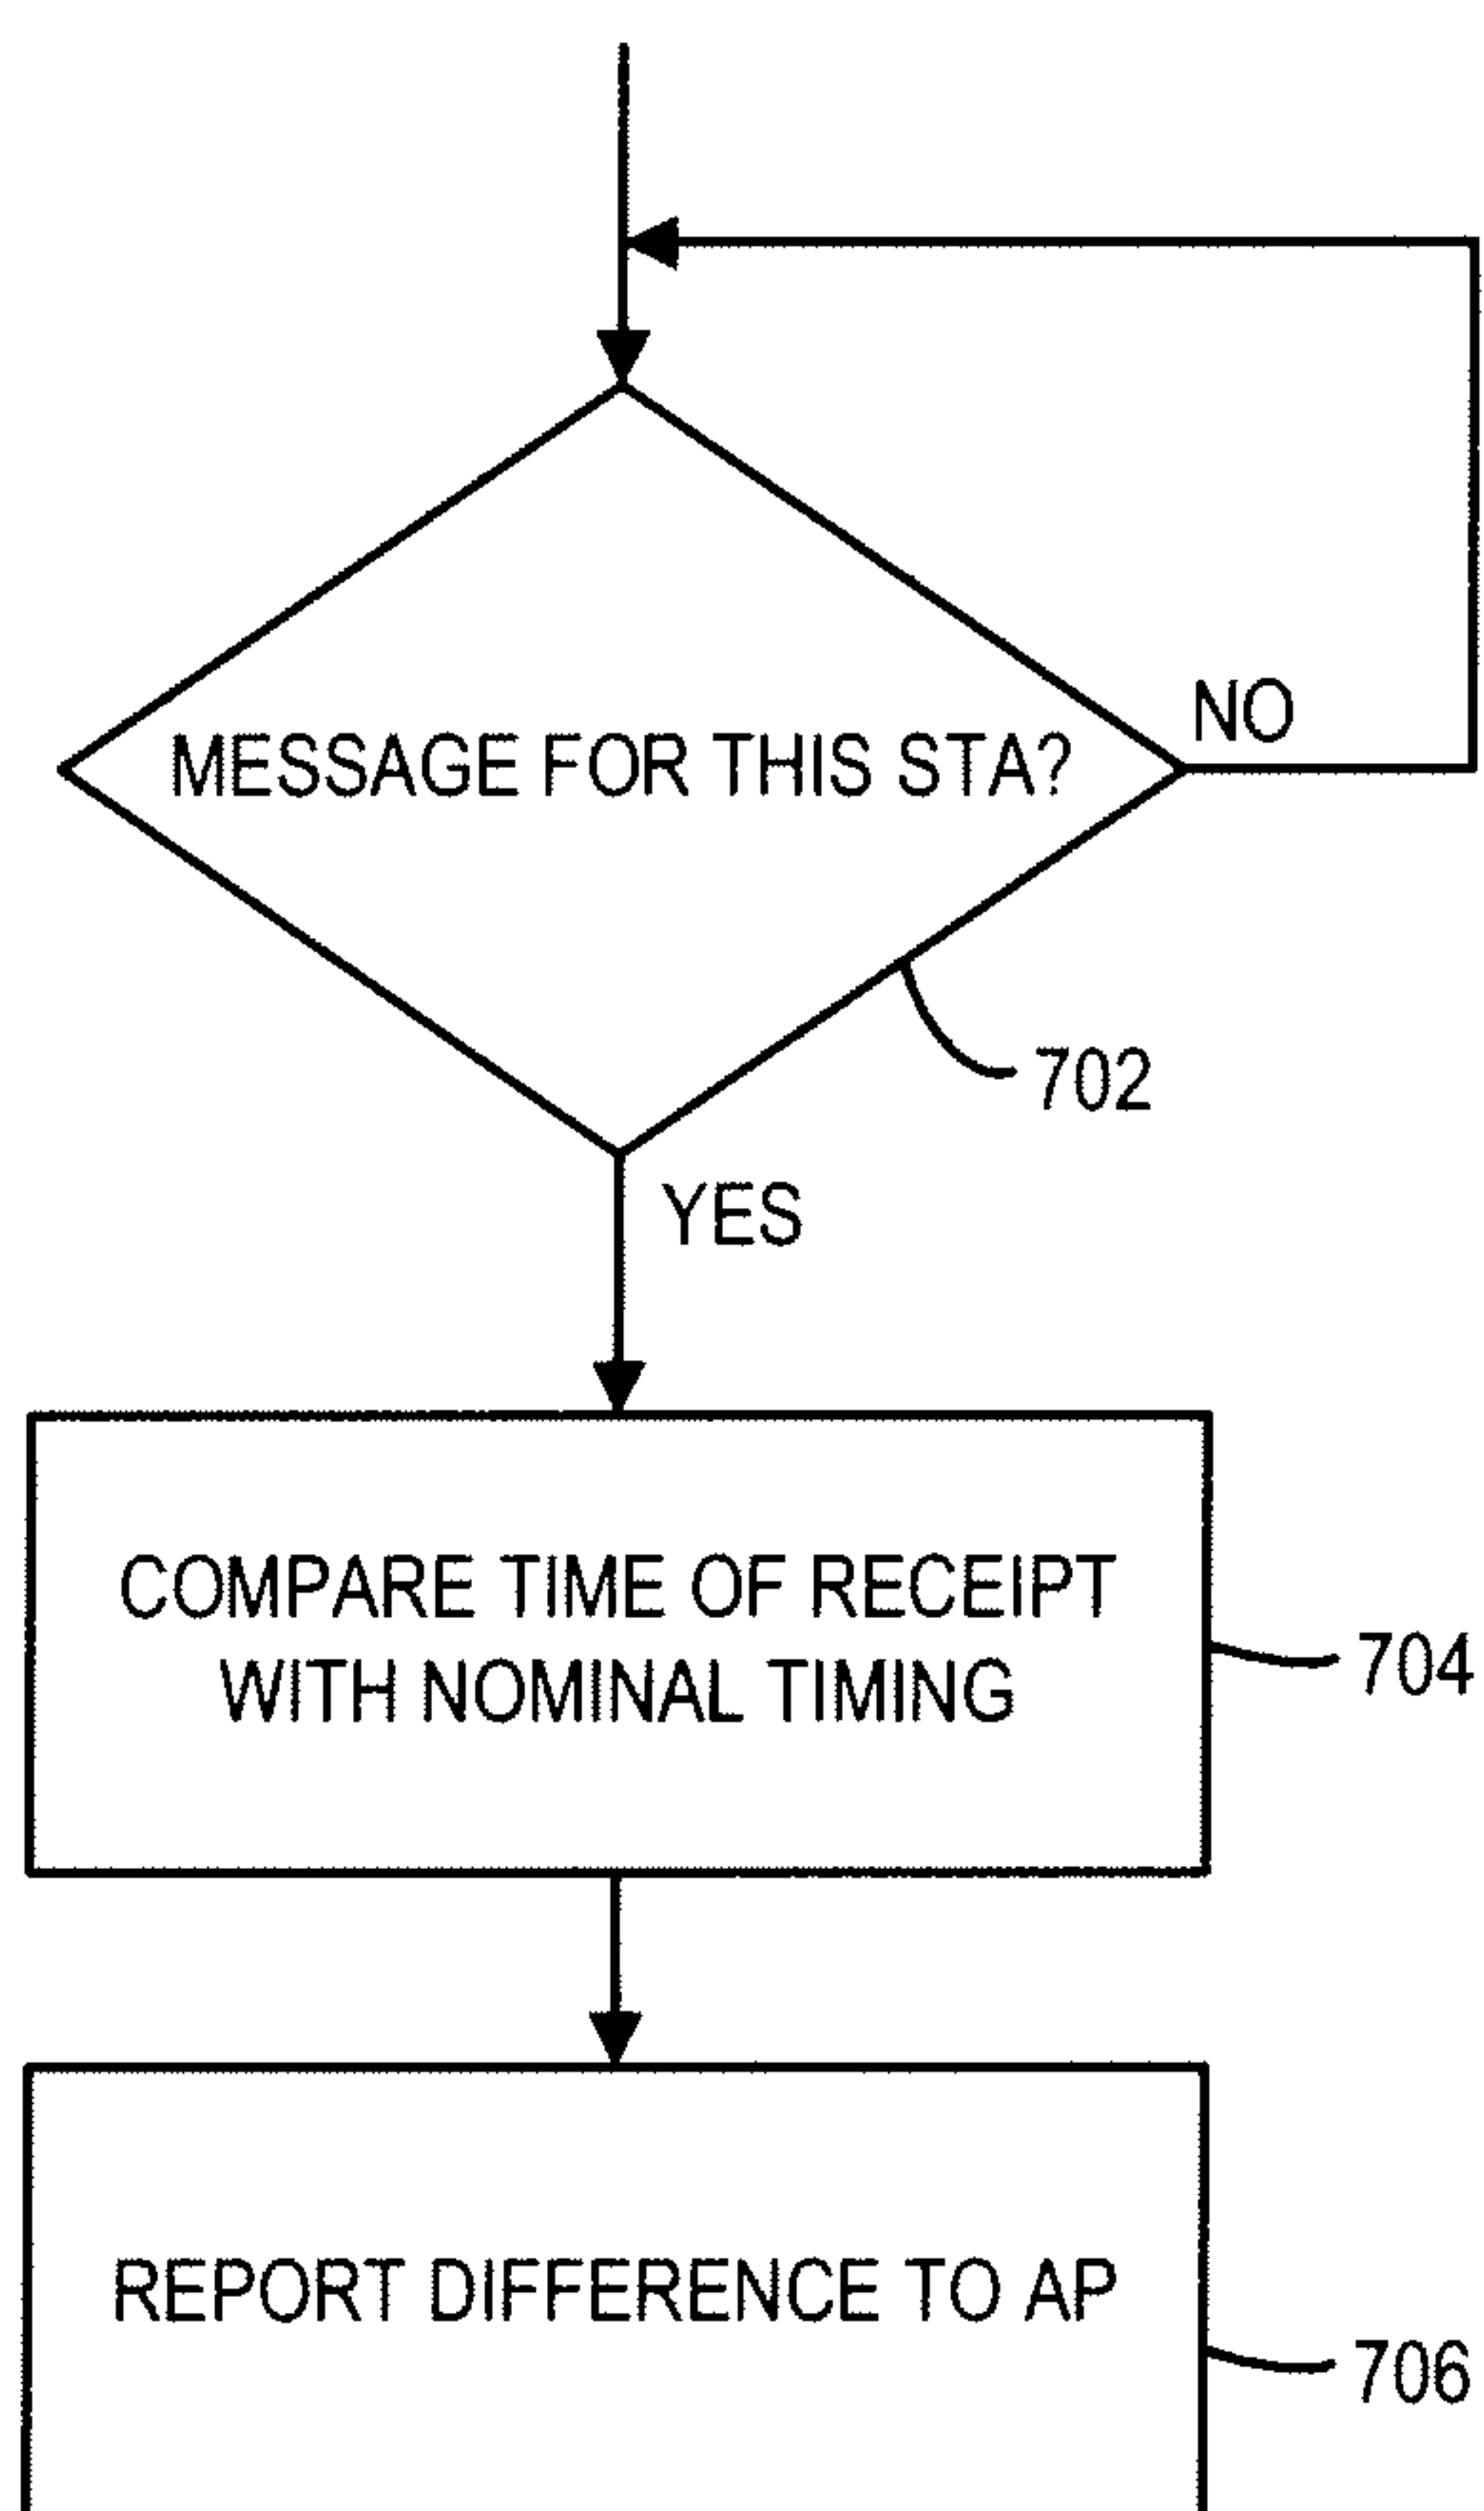 MESSAGE FOR THIS STA?
NO
702
YES
COMPARE TIME OF RECEIPT
WITH NOMINAL TIMING
704
REPORT DIFFERENCE TO AP
706